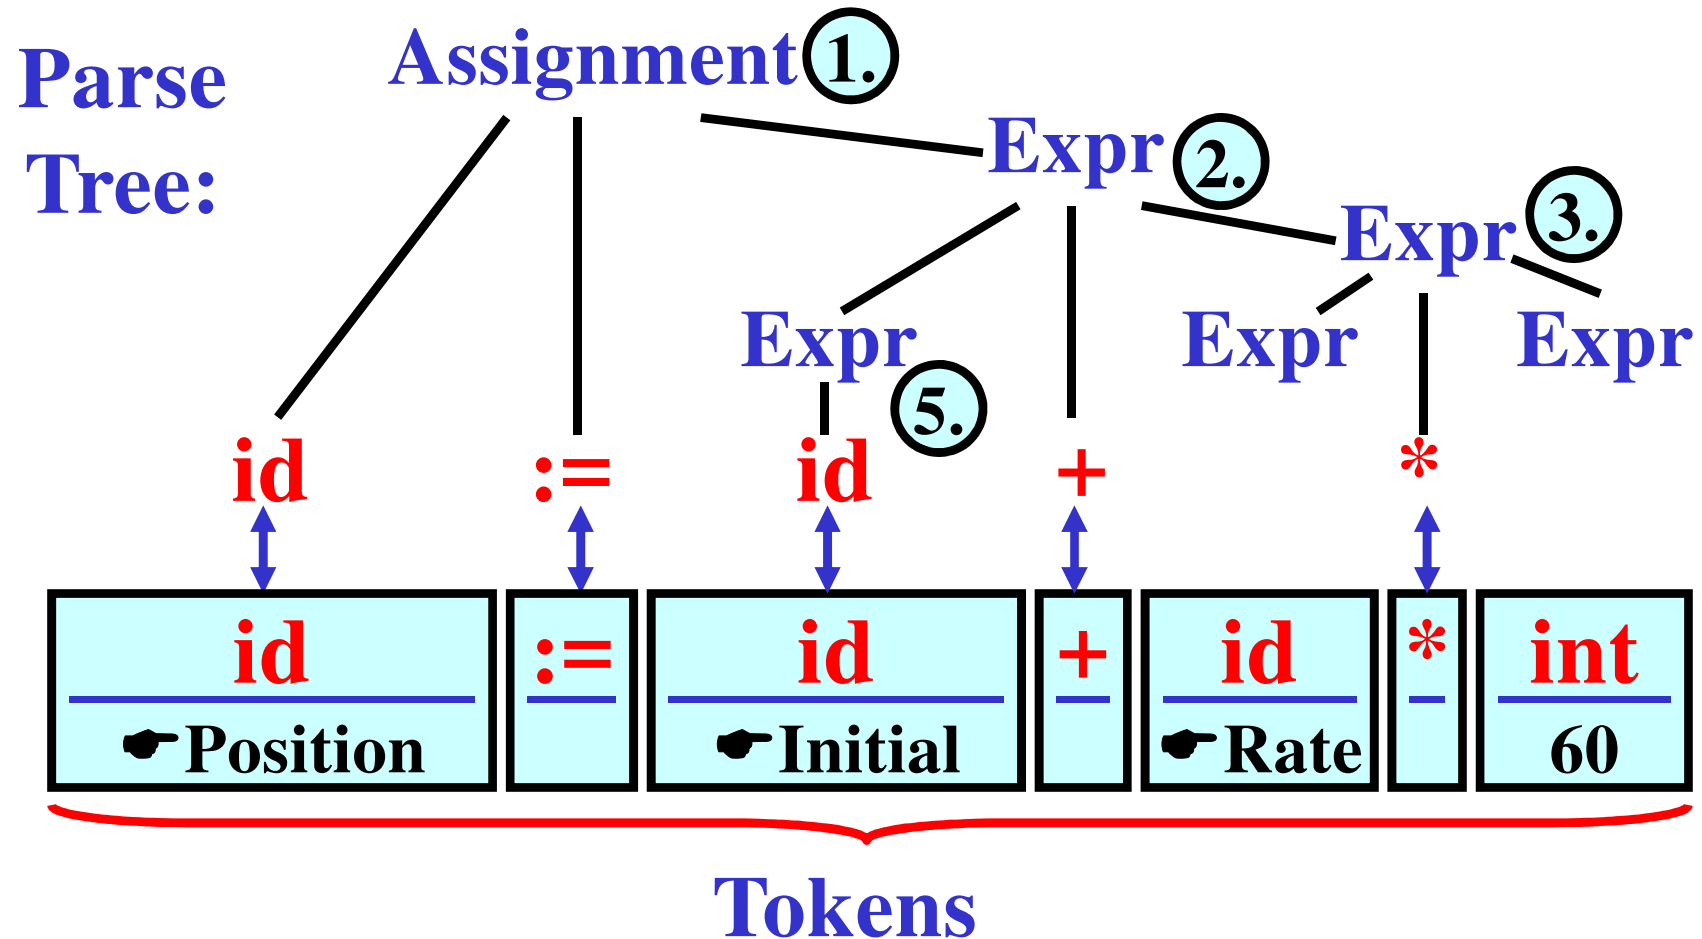 Parse
Tree:
Assignment 1.
Expr 2.
Expr 3.
Expr 5.
Expr
Expr
id := id + *
id := id + id * int
☛Position ☛Initial ☛Rate 60
Tokens